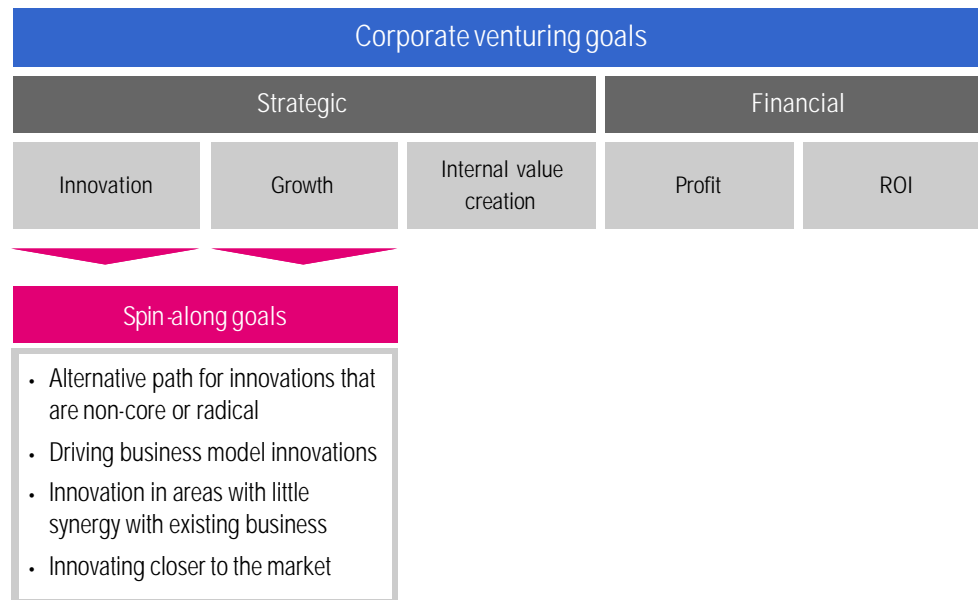 Corporate venturing goals
Strategic
Financial
Innovation
Growth
Internal value
creation
Profit
ROI
Spin-along goals
• Alternative path for innovations that
are non-core or radical
• Driving business model innovations
• Innovation in areas with little
synergy with existing business
• Innovating closer to the market